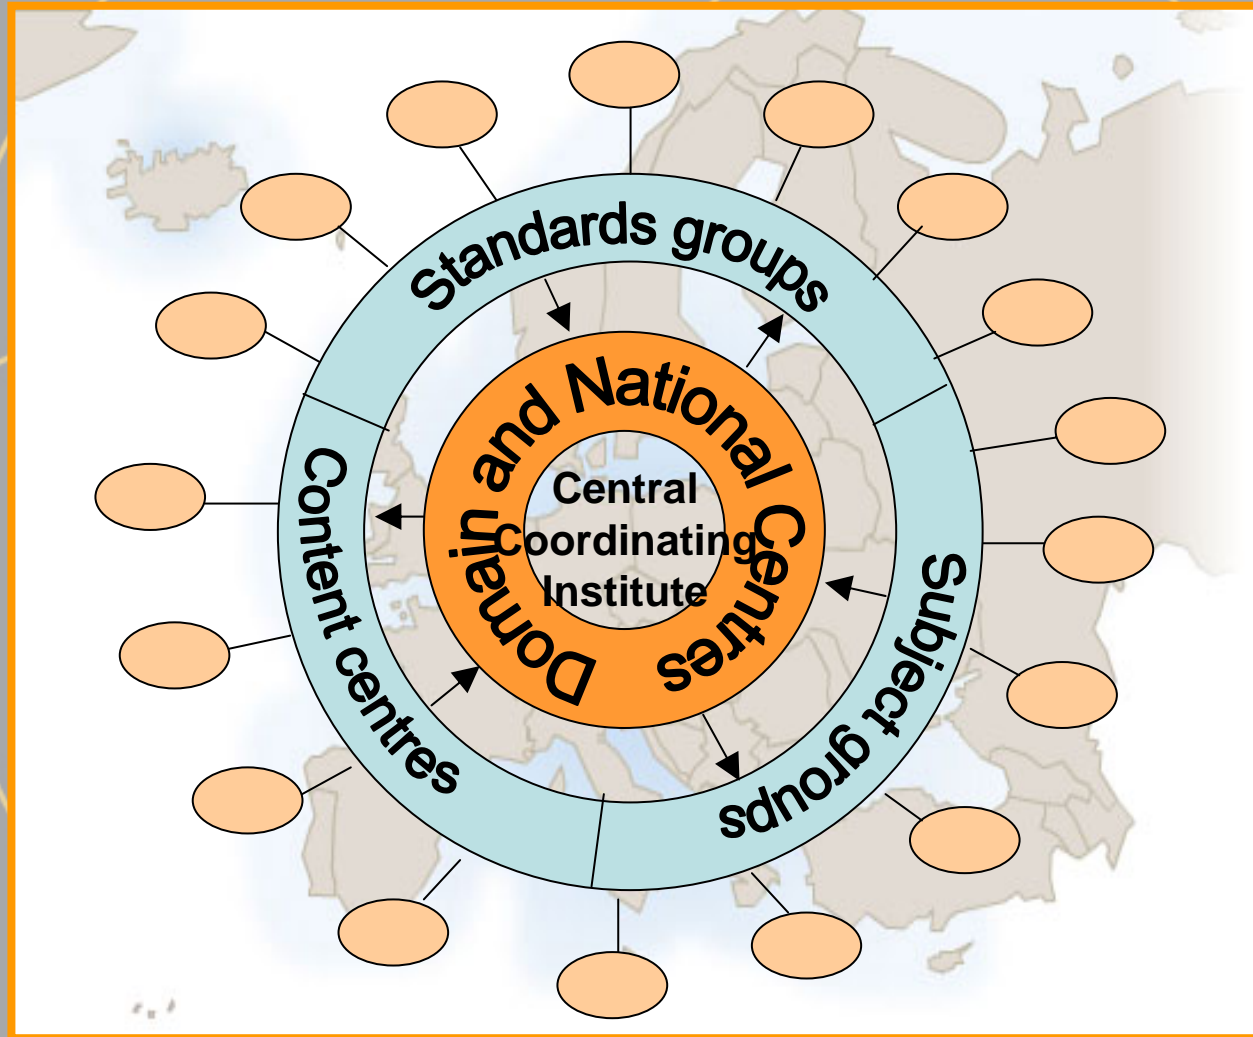 Standards groups
Domain and National Centres
Central
Coordinating
Institute
Content centres
Subject groups